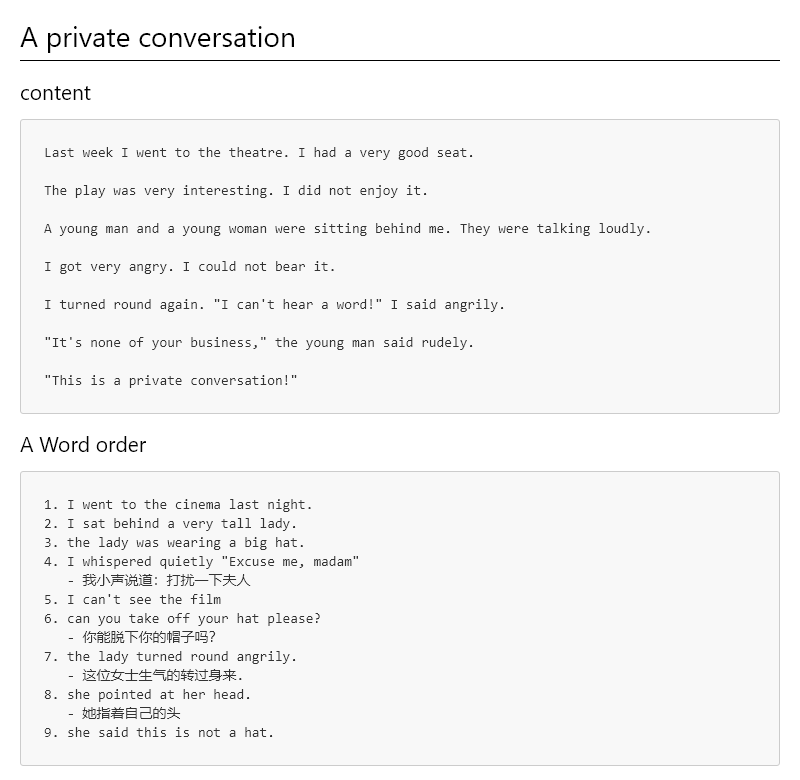 A private conversation
content
Last week I went to the theatre. I had a very good seat.
The play was very interesting. I did not enjoy it.
A young man and a young woman were sitting behind me. They were talking loudly.
I got very angry. I could not bear it.
I turned round again. "I can't hear a word!" I said angrily.
"It's none of your business," the young man said rudely.
"This is a private conversation!"
A Word order
1. I went to the cinema last night.
2. I sat behind a very tall lady.
3. the lady was wearing a big hat.
4. I whispered quietly "Excuse me, madam"
- 我小声说道: 打扰一下夫人
5. I can't see the film
6. can you take off your hat please?
- 你能脱下你的帽子吗?
7. the lady turned round angrily.
- 这位女士生气的转过身来.
8. she pointed at her head.
- 她指着自己的头
9. she said this is not a hat.